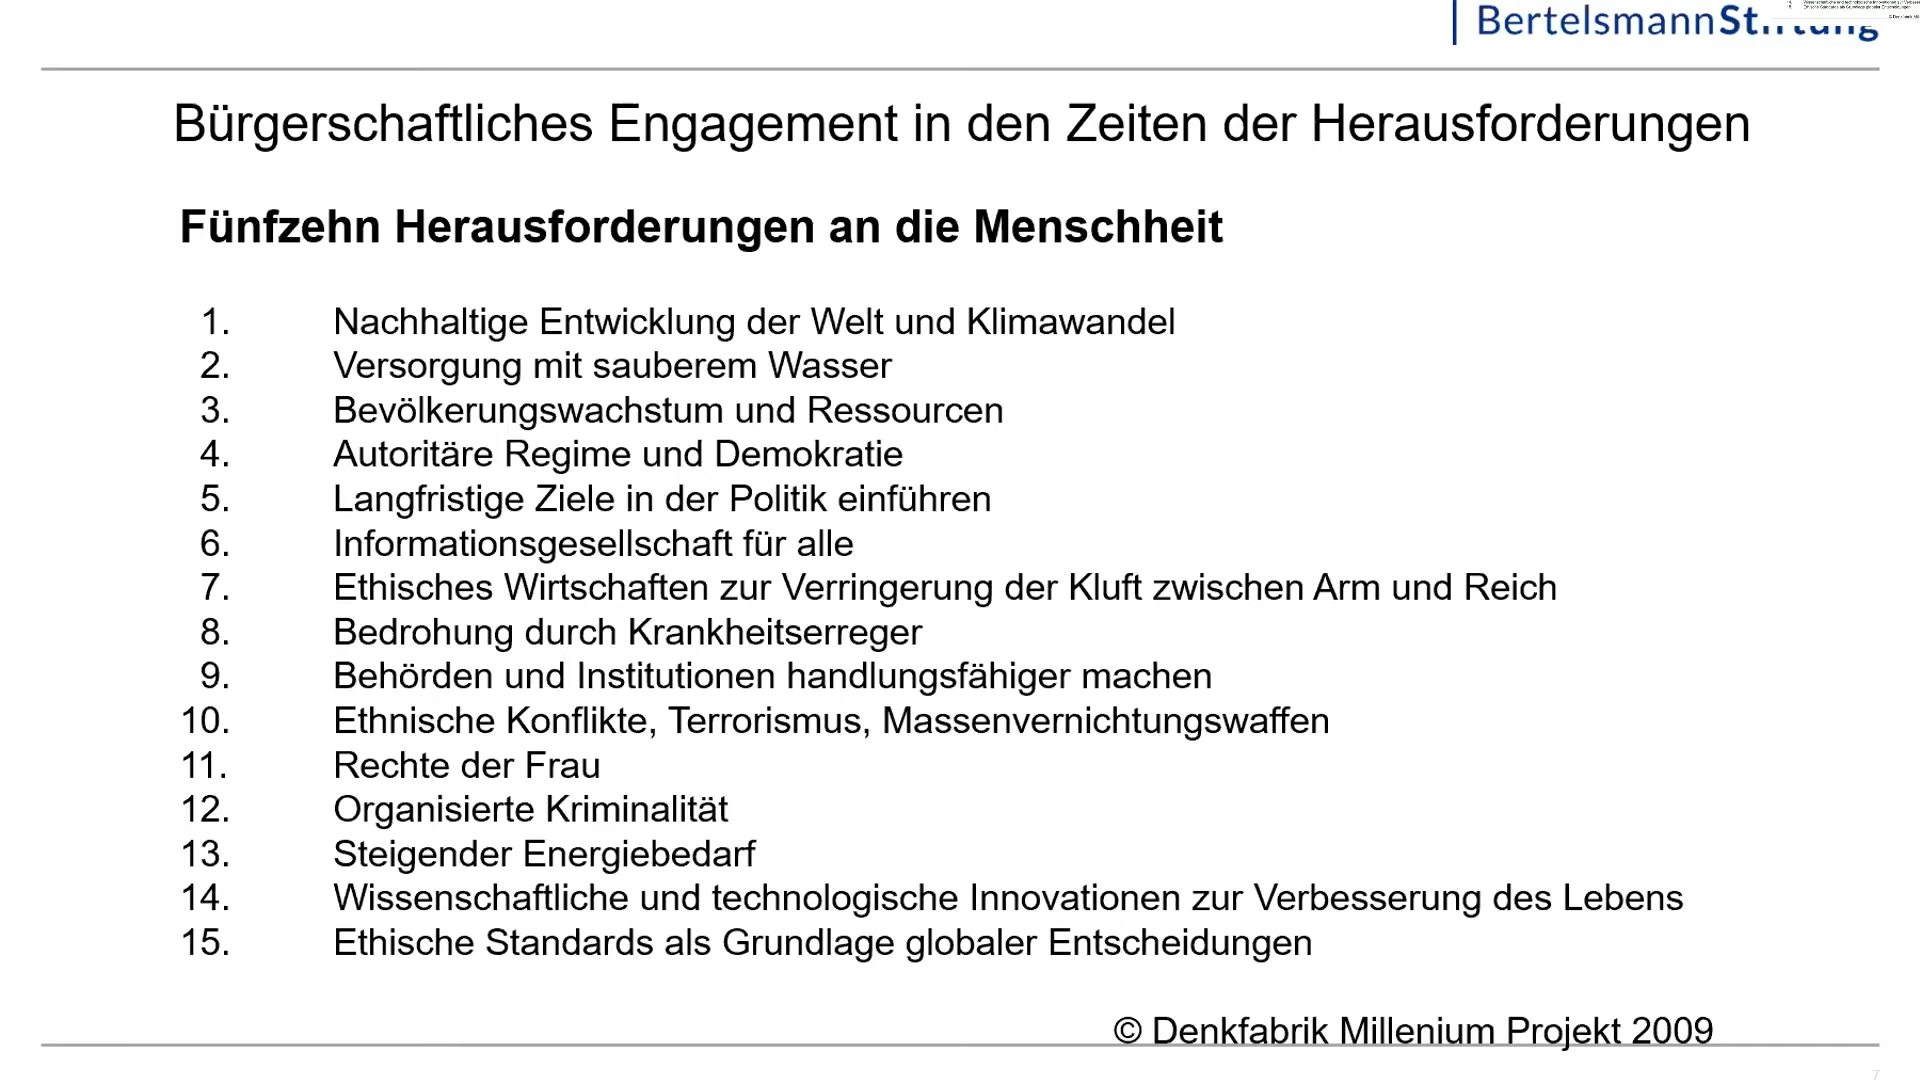 BertelsmannStiftung
Bürgerschaftliches Engagement in den Zeiten der Herausforderungen
Fünfzehn Herausforderungen an die Menschheit
1. Nachhaltige Entwicklung der Welt und Klimawandel
2. Versorgung mit sauberem Wasser
3. Bevölkerungswachstum und Ressourcen
4. Autoritäre Regime und Demokratie
5. Langfristige Ziele in der Politik einführen
6. Informationsgesellschaft für alle
7. Ethisches Wirtschaften zur Verringerung der Kluft zwischen Arm und Reich
8. Bedrohung durch Krankheitserreger
9. Behörden und Institutionen handlungsfähiger machen
10. Ethnische Konflikte, Terrorismus, Massenvernichtungswaffen
11. Rechte der Frau
12. Organisierte Kriminalität
13. Steigender Energiebedarf
14. Wissenschaftliche und technologische Innovationen zur Verbesserung des Lebens
15. Ethische Standards als Grundlage globaler Entscheidungen
© Denkfabrik Millenium Projekt 2009
7